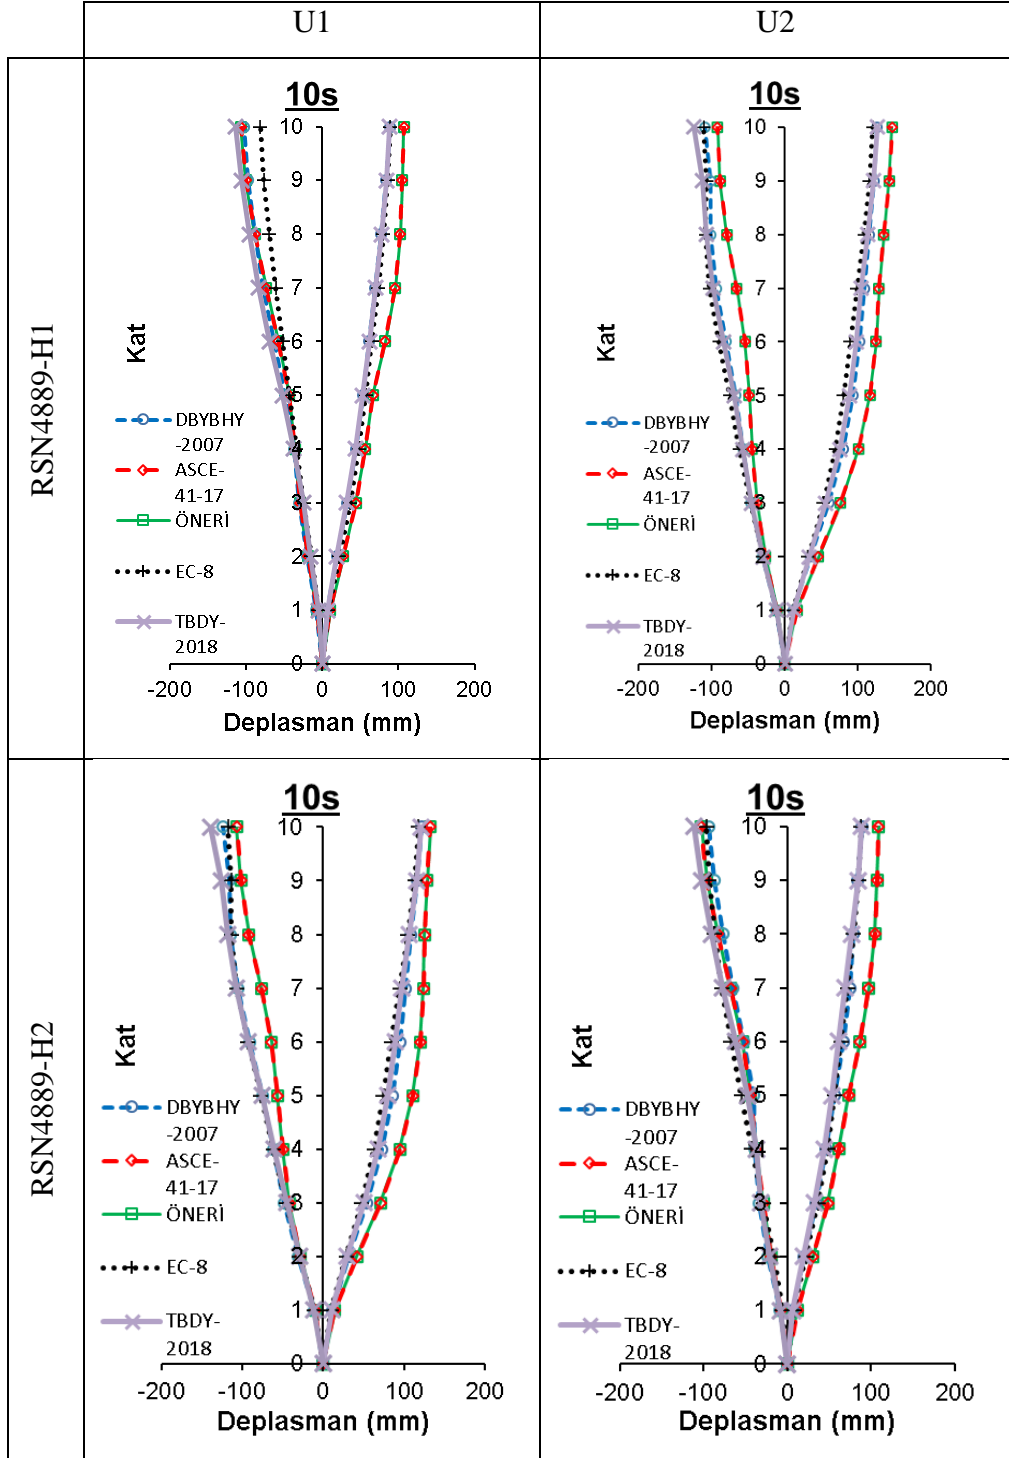 U1
U2
RSN4889-H1
10s
10
9
8
7
6
5
4
3
2
1
0
Kat
DBYBHY
-2007
ASCE-
41-17
ÖNERİ
EC-8
TBDY-
2018
-200 -100 0 100 200
Deplasman (mm)
10s
10
9
8
7
6
5
4
3
2
1
0
Kat
DBYBHY
-2007
ASCE-
41-17
ÖNERİ
EC-8
TBDY-
2018
-200 -100 0 100 200
Deplasman (mm)
RSN4889-H2
10s
10
9
8
7
6
5
4
3
2
1
0
Kat
DBYBHY
-2007
ASCE-
41-17
ÖNERİ
EC-8
TBDY-
2018
-200 -100 0 100 200
Deplasman (mm)
10s
10
9
8
7
6
5
4
3
2
1
0
Kat
DBYBHY
-2007
ASCE-
41-17
ÖNERİ
EC-8
TBDY-
2018
-200 -100 0 100 200
Deplasman (mm)